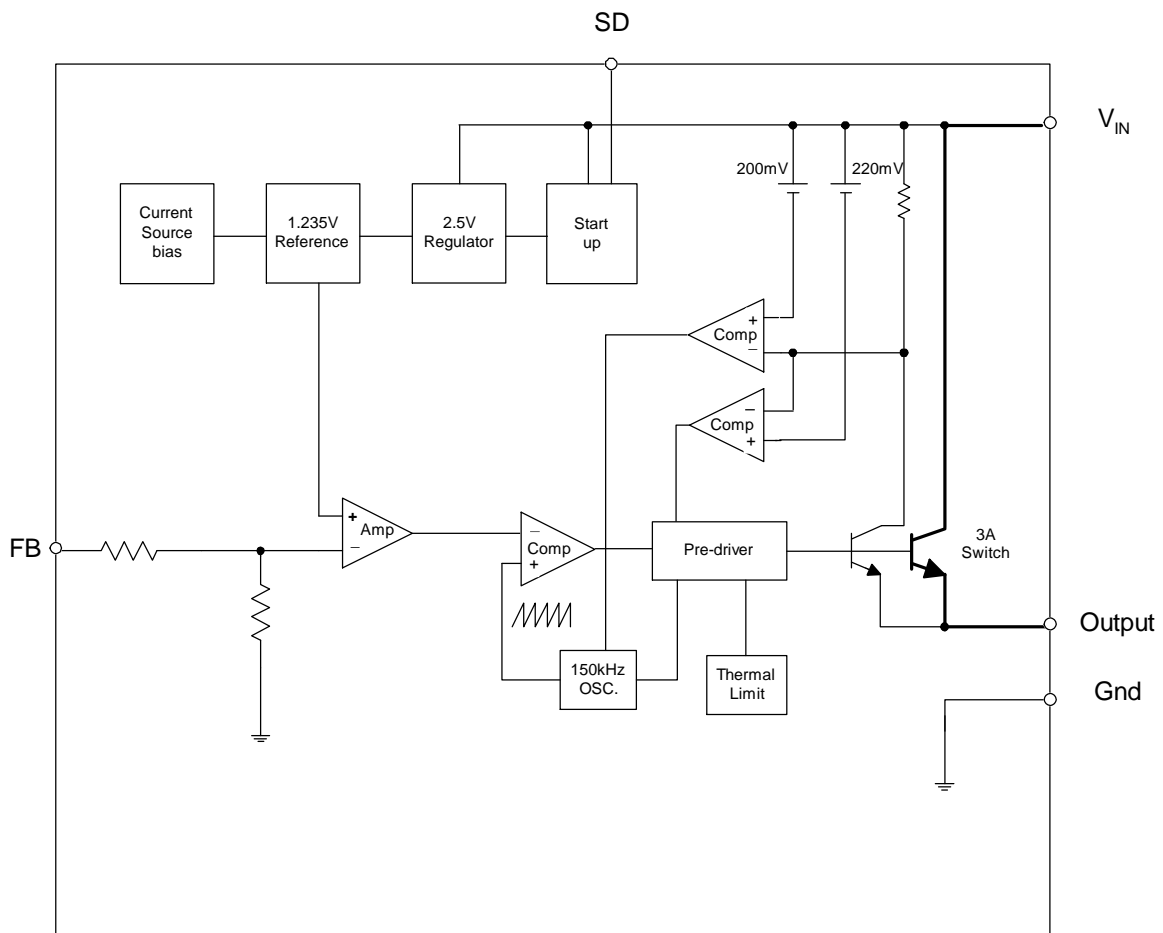 SD
V_IN
200mV
220mV
Current
Source
bias
1.235V
Reference
2.5V
Regulator
Start
up
+
Comp
−
−
Comp
+
+
Amp
−
FB
−
Comp
+
Pre-driver
3A
Switch
Output
150kHz
OSC.
Thermal
Limit
Gnd